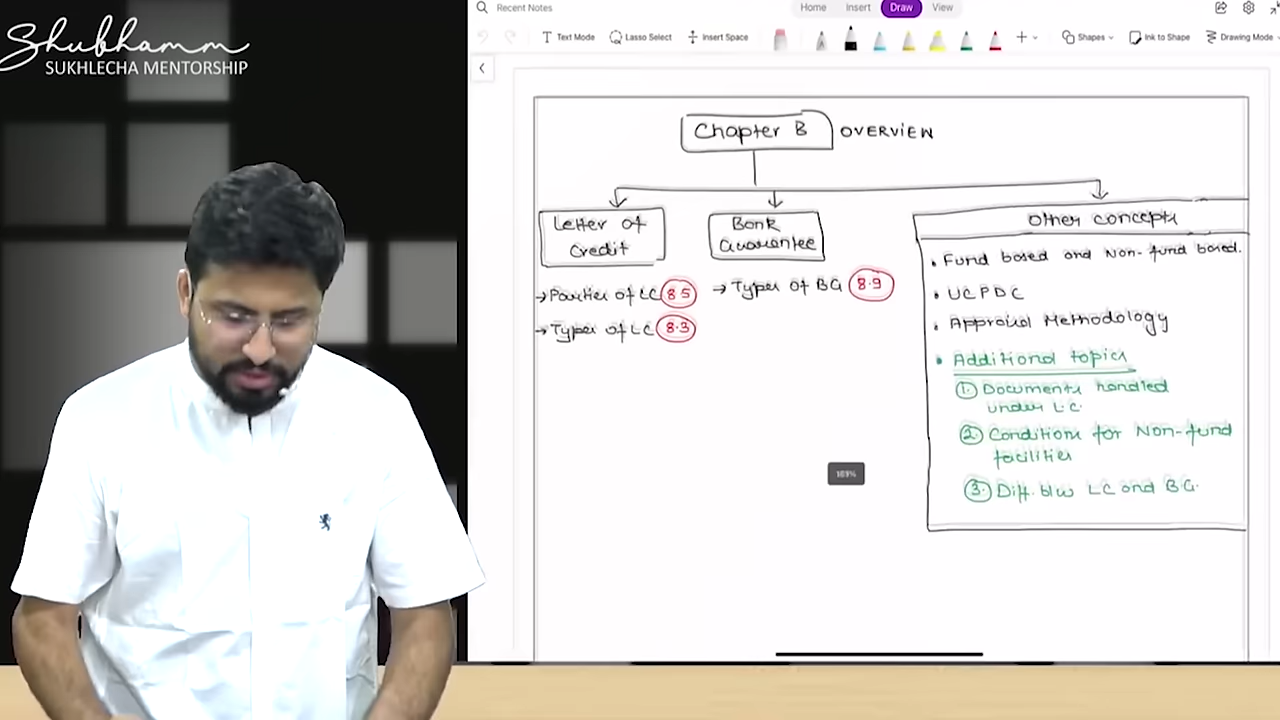 Shubhamm
SUKHLECHA MENTORSHIP
Recent Notes
Home Insert Draw View
Text Mode Lasso Select Insert Space Shapes Ink to Shape Drawing Mode
Chapter 8 OVERVIEW
Letter of
Credit
→ Parties of LC 8.5
→ Types of LC 8.3
Bank
Guarantee
→ Types of BG 8.9
Other concepts
• Fund based and Non-fund based.
• UCPDC
• Appraisal Methodology
• Additional topics
1. Documents handled
under L.C.
2. Conditions for Non-fund
facilities
3. Diff. b/w LC and BG.